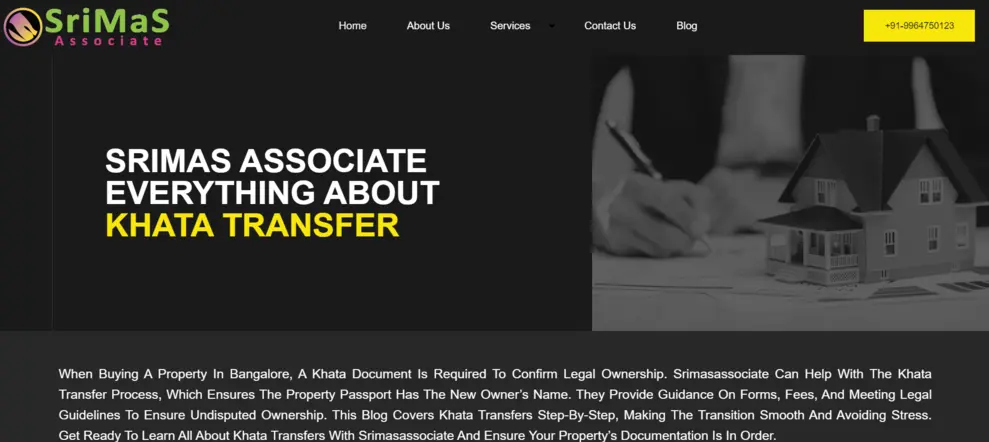 SriMaS
Associate
Home
About Us
Services
Contact Us
Blog
+91-9964750123
SRIMAS ASSOCIATE
EVERYTHING ABOUT
KHATA TRANSFER
When Buying A Property In Bangalore, A Khata Document Is Required To Confirm Legal Ownership. Srimasassociate Can Help With The Khata
Transfer Process, Which Ensures The Property Passport Has The New Owner’s Name. They Provide Guidance On Forms, Fees, And Meeting Legal
Guidelines To Ensure Undisputed Ownership. This Blog Covers Khata Transfers Step-By-Step, Making The Transition Smooth And Avoiding Stress.
Get Ready To Learn All About Khata Transfers With Srimasassociate And Ensure Your Property’s Documentation Is In Order.